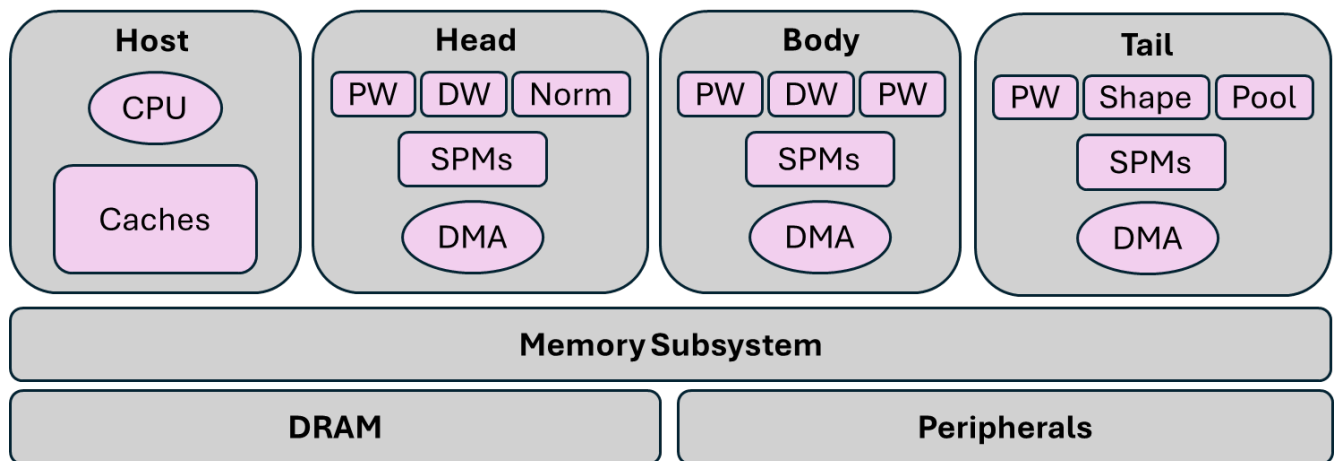 Host
CPU
Caches
Head
PW DW Norm
SPMs
DMA
Body
PW DW PW
SPMs
DMA
Tail
PW Shape Pool
SPMs
DMA
Memory Subsystem
DRAM
Peripherals